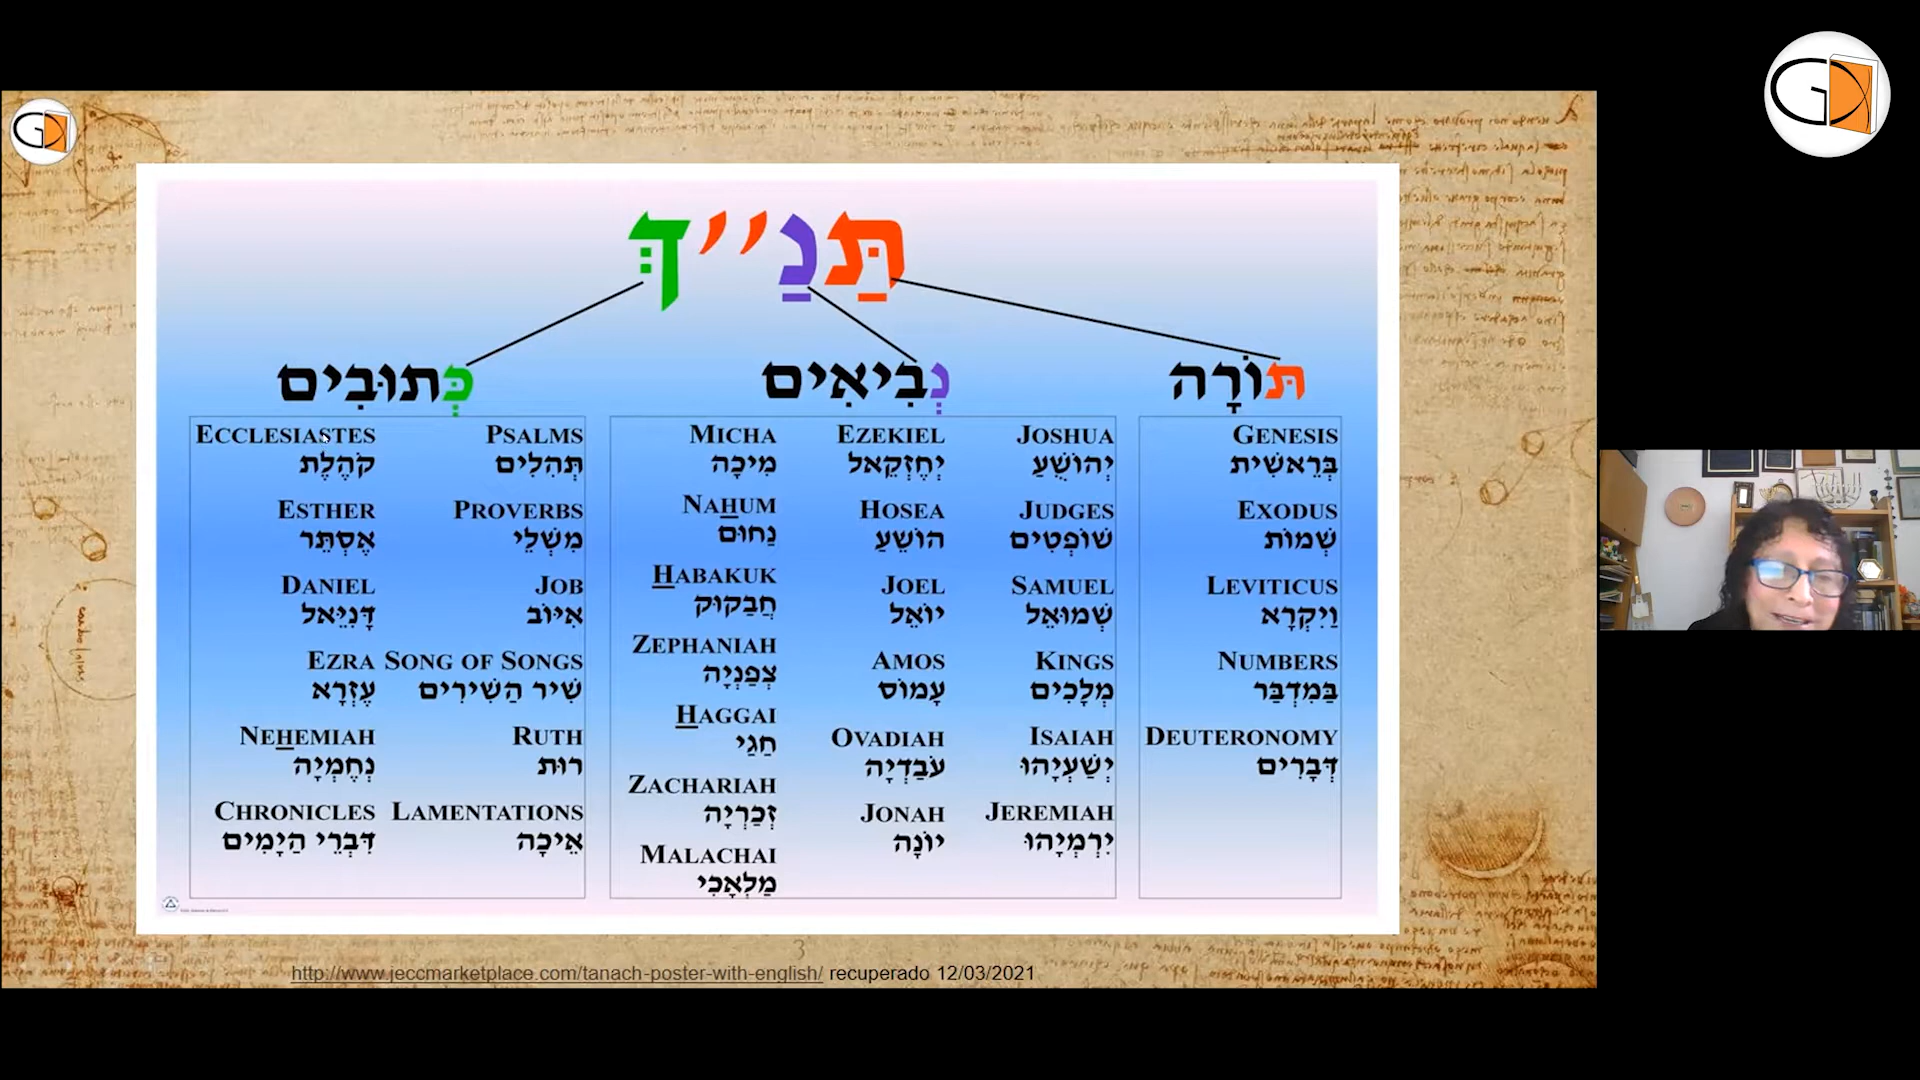 תַּנַ״ךְ
תּוֹרָה
GENESIS
בְּרֵאשִׁית
EXODUS
שְׁמוֹת
LEVITICUS
וַיִּקְרָא
NUMBERS
בַּמִדְבַּר
DEUTERONOMY
דְּבָרִים
נְבִיאִים
JOSHUA
יְהוֹשֻׁעַ
JUDGES
שׁוֹפְטִים
SAMUEL
שְׁמוּאֵל
KINGS
מְלָכִים
ISAIAH
יְשַׁעְיָהוּ
JEREMIAH
יִרְמְיָהוּ
EZEKIEL
יְחֶזְקֵאל
HOSEA
הוֹשֵׁעַ
JOEL
יוֹאֵל
AMOS
עָמוֹס
OVADIAH
עֹבַדְיָה
JONAH
יוֹנָה
MICHA
מִיכָה
NAHUM
נַחוּם
HABAKUK
חֲבַקוּק
ZEPHANIAH
צְפַנְיָה
HAGGAI
חַגַי
ZACHARIAH
זְכַרְיָה
MALACHAI
מַלְאָכִי
כְּתוּבִים
PSALMS
תְּהִלִים
PROVERBS
מִשְׁלֵי
JOB
אִיּוֹב
SONG OF SONGS
שִׁיר הַשִׁירִים
RUTH
רוּת
LAMENTATIONS
אֵיכָה
ECCLESIASTES
קֹהֶלֶת
ESTHER
אֶסְתֵּר
DANIEL
דָּנִיֵּאל
EZRA
עֶזְרָא
NEHEMIAH
נְחֶמְיָה
CHRONICLES
דִּבְרֵי הַיָמִים
3
http://www.jeccmarketplace.com/tanach-poster-with-english/ recuperado 12/03/2021